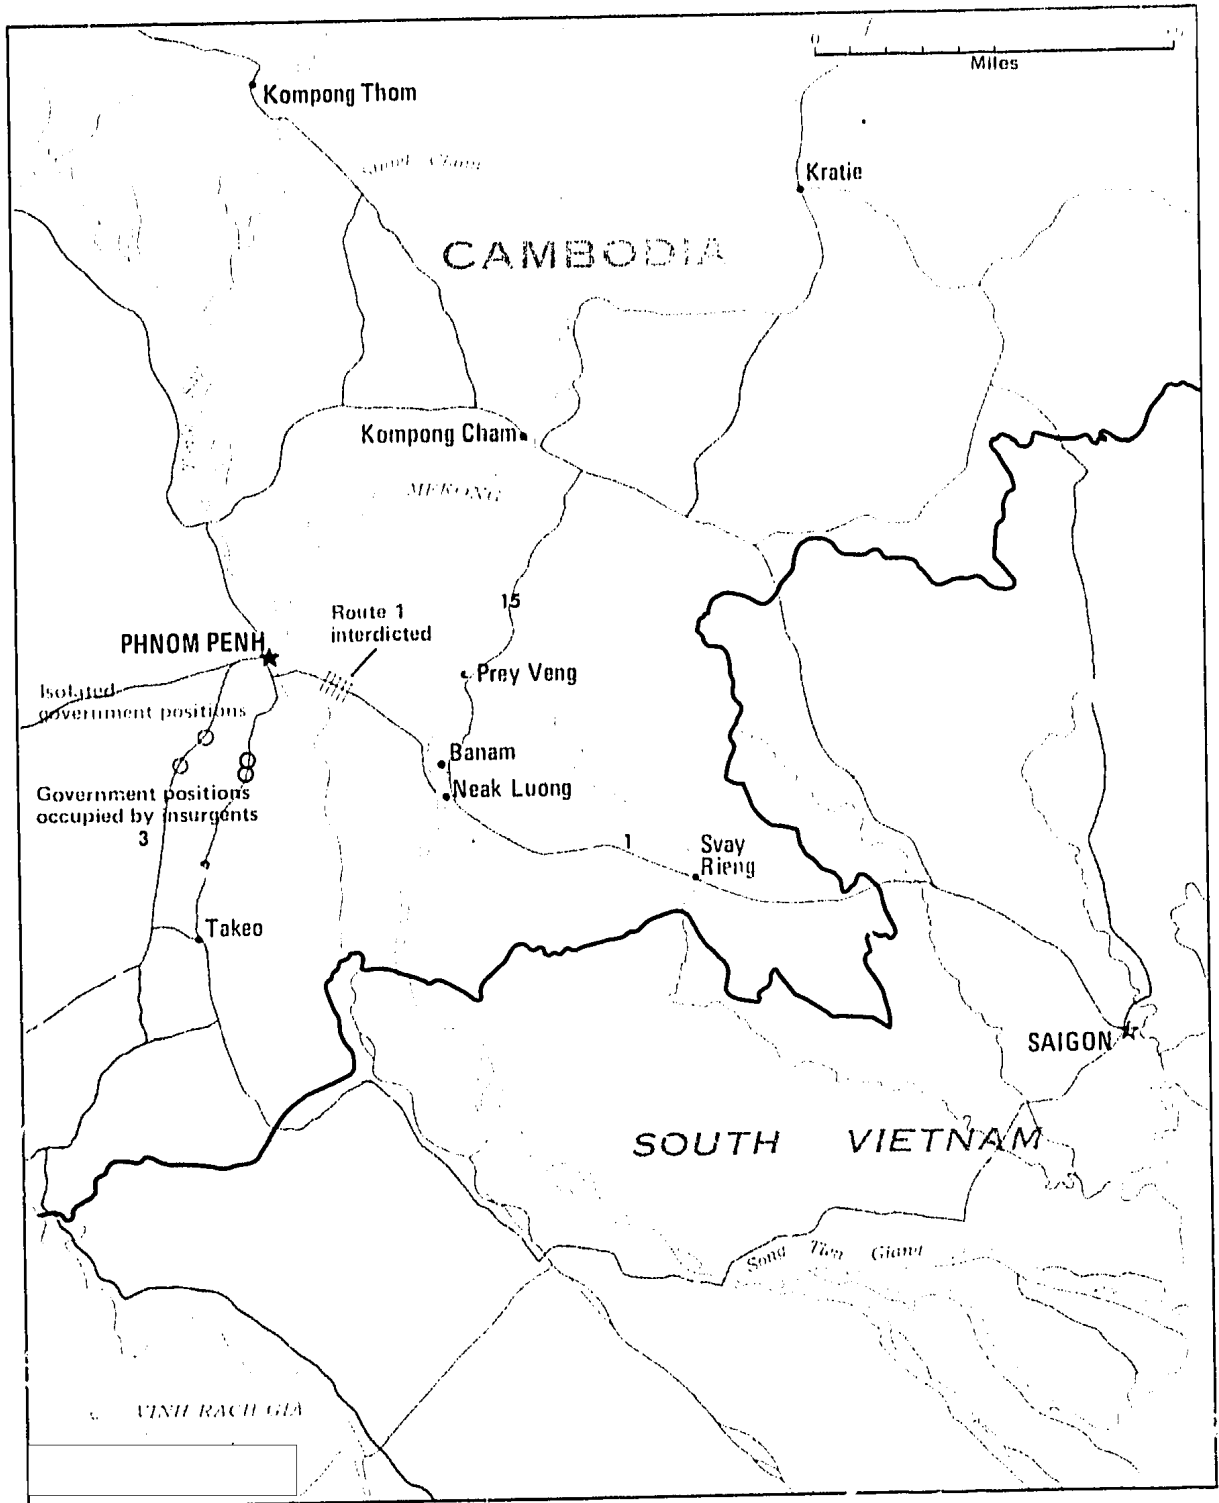 0
Miles
Kompong Thom
Kratie
CAMBODIA
Kompong Cham
MEKONG
15
Route 1
interdicted
PHNOM PENH
Prey Veng
Isolated
government positions
Banam
Neak Luong
Government positions
occupied by insurgents
3
1
Svay
Rieng
Takeo
SAIGON
SOUTH VIETNAM
Song Tien Giang
VINH RACH GIA